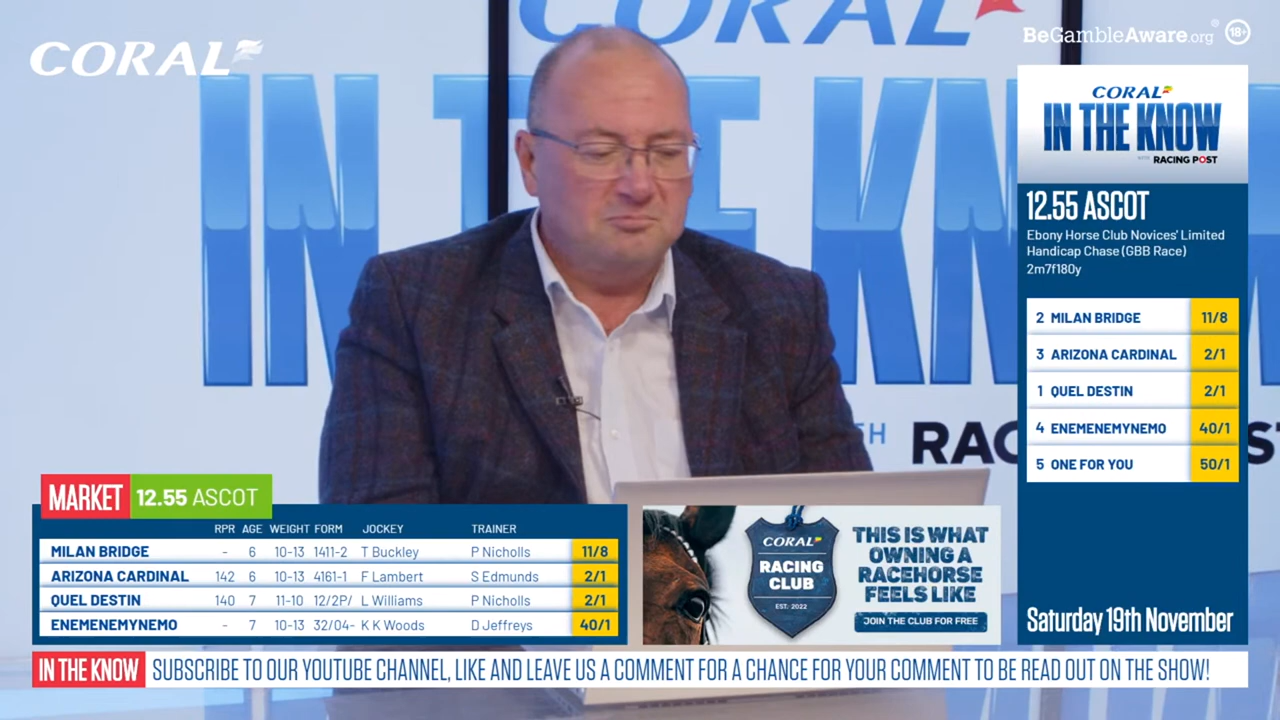 CORAL
CORAL
BeGambleAware.org® 18+
IN THE KNOW
CORAL
IN THE KNOW
WITH RACING POST
12.55 ASCOT
Ebony Horse Club Novices' Limited
Handicap Chase (GBB Race)
2m7f180y
2 MILAN BRIDGE 11/8
3 ARIZONA CARDINAL 2/1
1 QUEL DESTIN 2/1
4 ENEMENEMYNEMO 40/1
5 ONE FOR YOU 50/1
Saturday 19th November
MARKET 12.55 ASCOT
RPR AGE WEIGHT FORM JOCKEY TRAINER
MILAN BRIDGE - 6 10-13 1411-2 T Buckley P Nicholls 11/8
ARIZONA CARDINAL 142 6 10-13 4161-1 F Lambert S Edmunds 2/1
QUEL DESTIN 140 7 11-10 12/2P/ L Williams P Nicholls 2/1
ENEMENEMYNEMO - 7 10-13 32/04- K K Woods D Jeffreys 40/1
CORAL
RACING
CLUB
EST. 2022
THIS IS WHAT
OWNING A
RACEHORSE
FEELS LIKE
JOIN THE CLUB FOR FREE
IN THE KNOW SUBSCRIBE TO OUR YOUTUBE CHANNEL, LIKE AND LEAVE US A COMMENT FOR A CHANCE FOR YOUR COMMENT TO BE READ OUT ON THE SHOW!